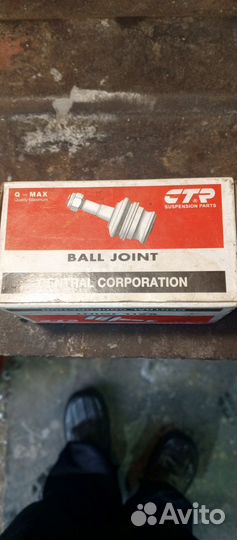 Q - MAX
Quality Maximum
CTR
SUSPENSION PARTS
BALL JOINT
CENTRAL CORPORATION
Avito